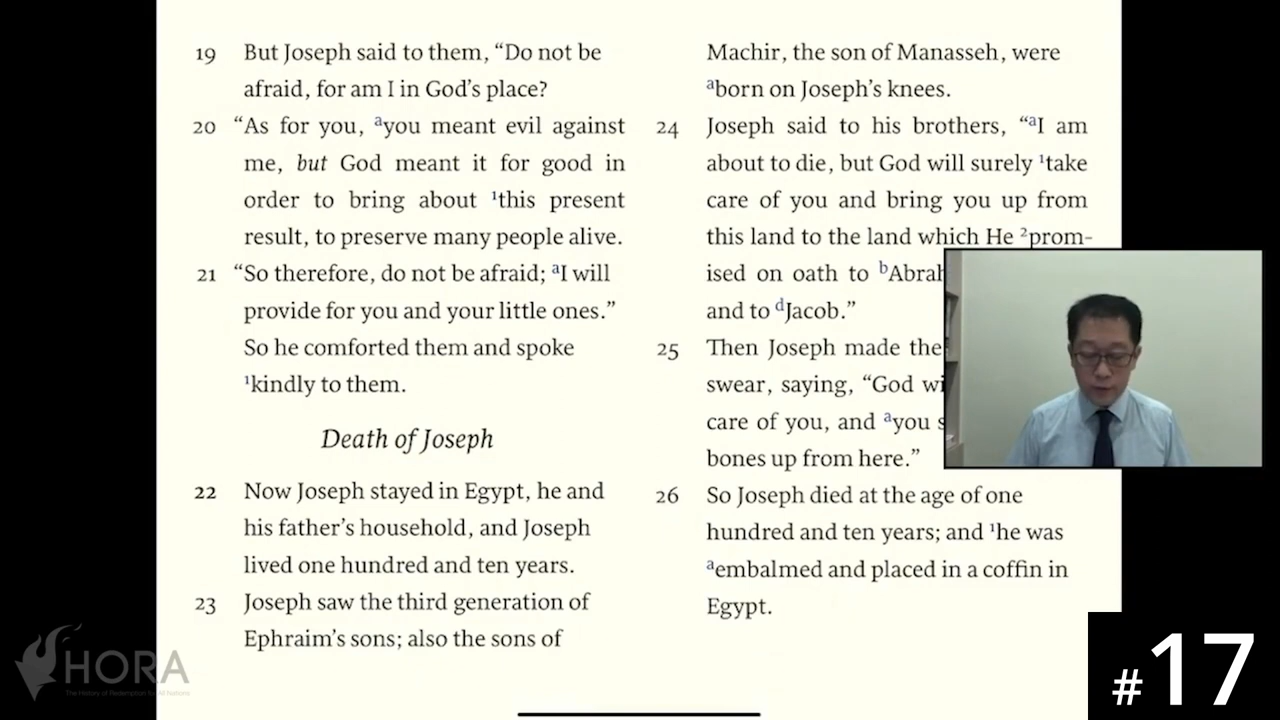 19 But Joseph said to them, “Do not be
afraid, for am I in God’s place?
20 “As for you, ᵃyou meant evil against
me, but God meant it for good in
order to bring about ¹this present
result, to preserve many people alive.
21 “So therefore, do not be afraid; ᵃI will
provide for you and your little ones.”
So he comforted them and spoke
¹kindly to them.
Death of Joseph
22 Now Joseph stayed in Egypt, he and
his father’s household, and Joseph
lived one hundred and ten years.
23 Joseph saw the third generation of
Ephraim’s sons; also the sons of
Machir, the son of Manasseh, were
ᵃborn on Joseph’s knees.
24 Joseph said to his brothers, “ᵃI am
about to die, but God will surely ¹take
care of you and bring you up from
this land to the land which He ²prom-
ised on oath to ᵇAbrah
and to ᵈJacob.”
25 Then Joseph made the
swear, saying, “God wi
care of you, and ᵃyou s
bones up from here.”
26 So Joseph died at the age of one
hundred and ten years; and ¹he was
ᵃembalmed and placed in a coffin in
Egypt.
HORA
The History of Redemption for All Nations
#17